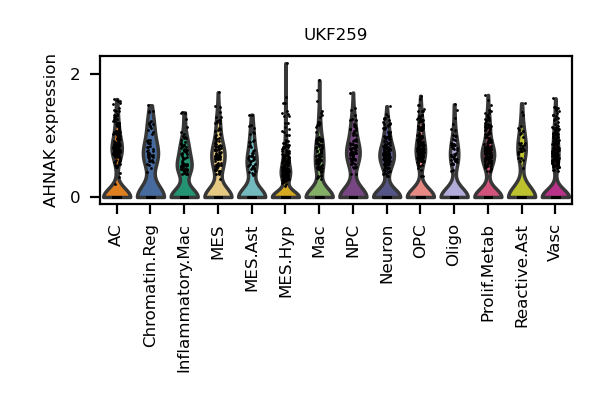 UKF259
AHNAK expression
2
0
AC
Chromatin.Reg
Inflammatory.Mac
MES
MES.Ast
MES.Hyp
Mac
NPC
Neuron
OPC
Oligo
Prolif.Metab
Reactive.Ast
Vasc